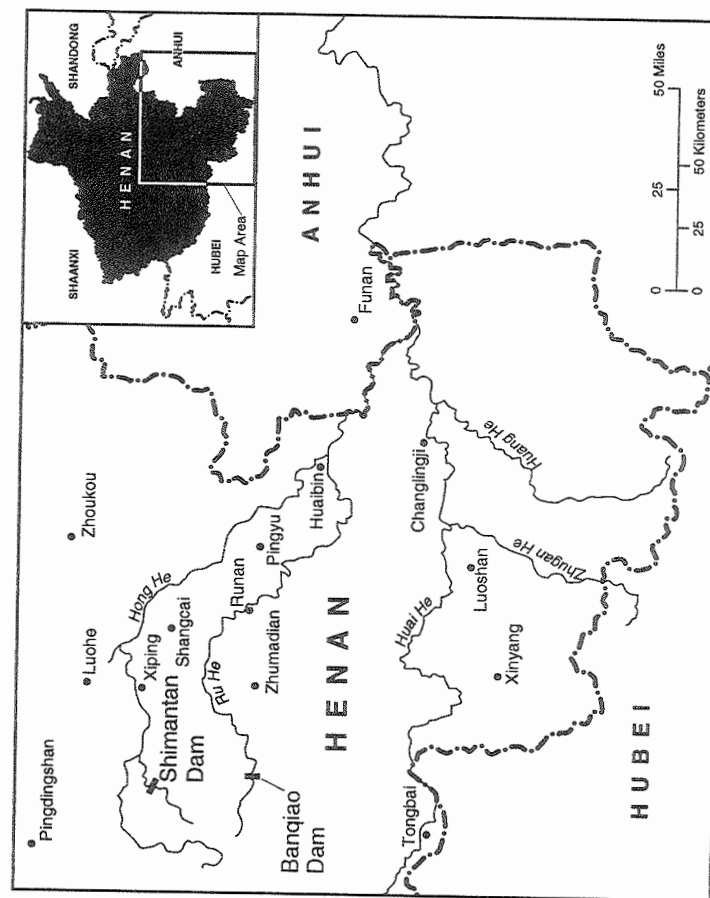 SHANDONG
SHAANXI
HENAN
ANHUI
HUBEI
Map Area
Pingdingshan
Luohe
Zhoukou
Hong He
Xiping
Shangcai
Shimantan
Dam
Runan
Pingyu
Ru He
Zhumadian
Huaibin
Banqiao
Dam
HENAN
ANHUI
Funan
Changlingji
Huai He
Huang He
Luoshan
Zhugan He
Xinyang
Tongbai
HUBEI
0 25 50 Miles
0 25 50 Kilometers